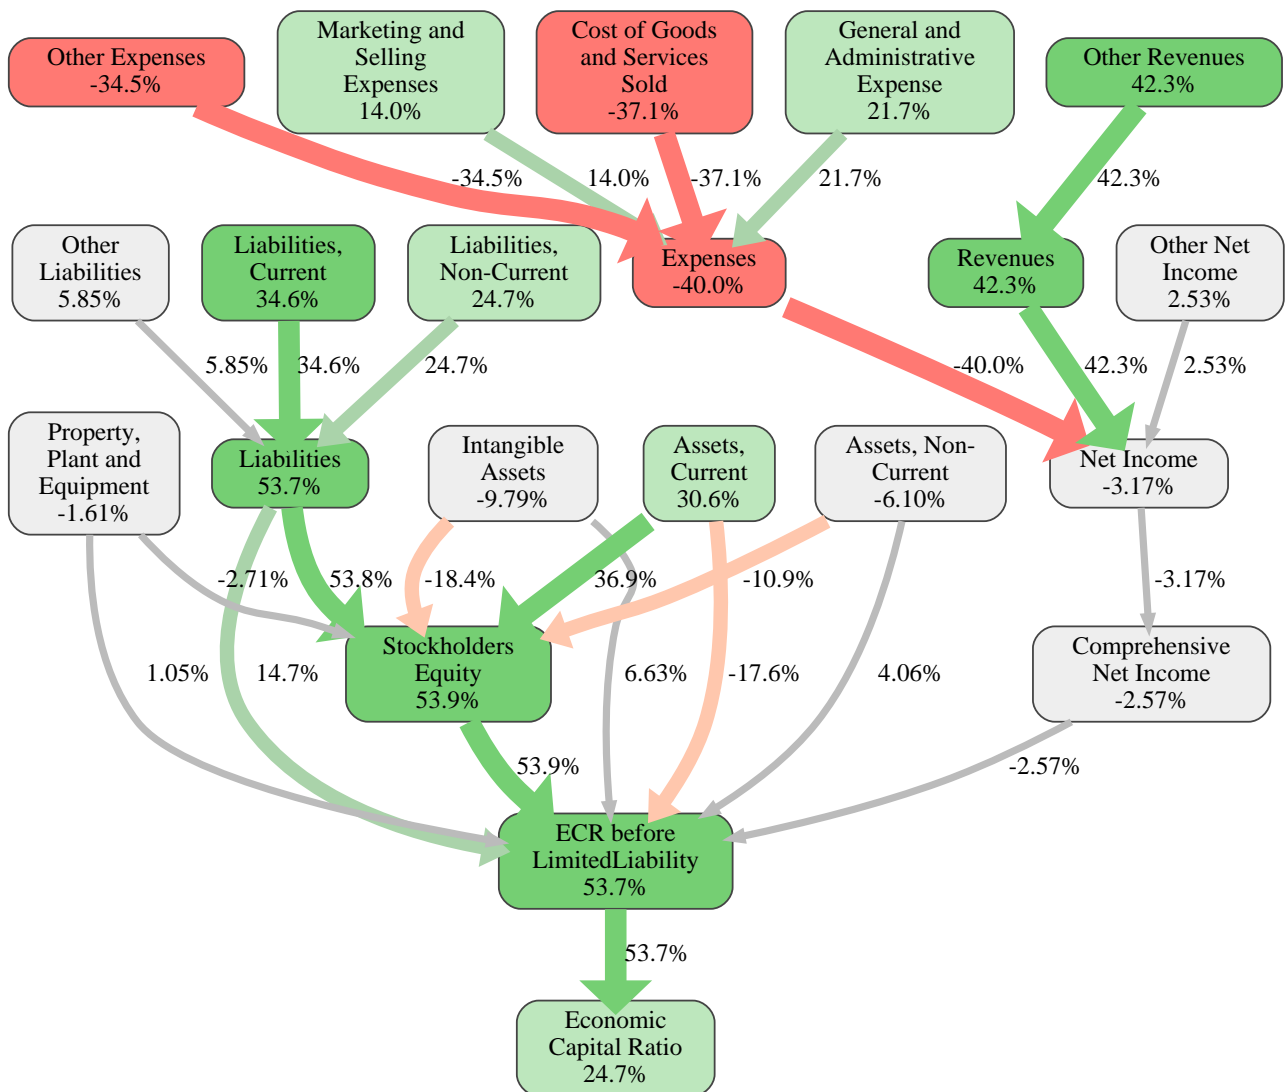 Other Expenses
-34.5%
Marketing and
Selling
Expenses
14.0%
Cost of Goods
and Services
Sold
-37.1%
General and
Administrative
Expense
21.7%
Other Revenues
42.3%
-34.5%
14.0%
-37.1%
21.7%
42.3%
Other
Liabilities
5.85%
Liabilities,
Current
34.6%
Liabilities,
Non-Current
24.7%
Expenses
-40.0%
Revenues
42.3%
Other Net
Income
2.53%
5.85%
34.6%
24.7%
-40.0%
42.3%
2.53%
Property,
Plant and
Equipment
-1.61%
Liabilities
53.7%
Intangible
Assets
-9.79%
Assets,
Current
30.6%
Assets, Non-
Current
-6.10%
Net Income
-3.17%
-2.71%
53.8%
-18.4%
36.9%
-10.9%
-3.17%
1.05%
14.7%
Stockholders
Equity
53.9%
6.63%
-17.6%
4.06%
Comprehensive
Net Income
-2.57%
53.9%
-2.57%
ECR before
LimitedLiability
53.7%
53.7%
Economic
Capital Ratio
24.7%